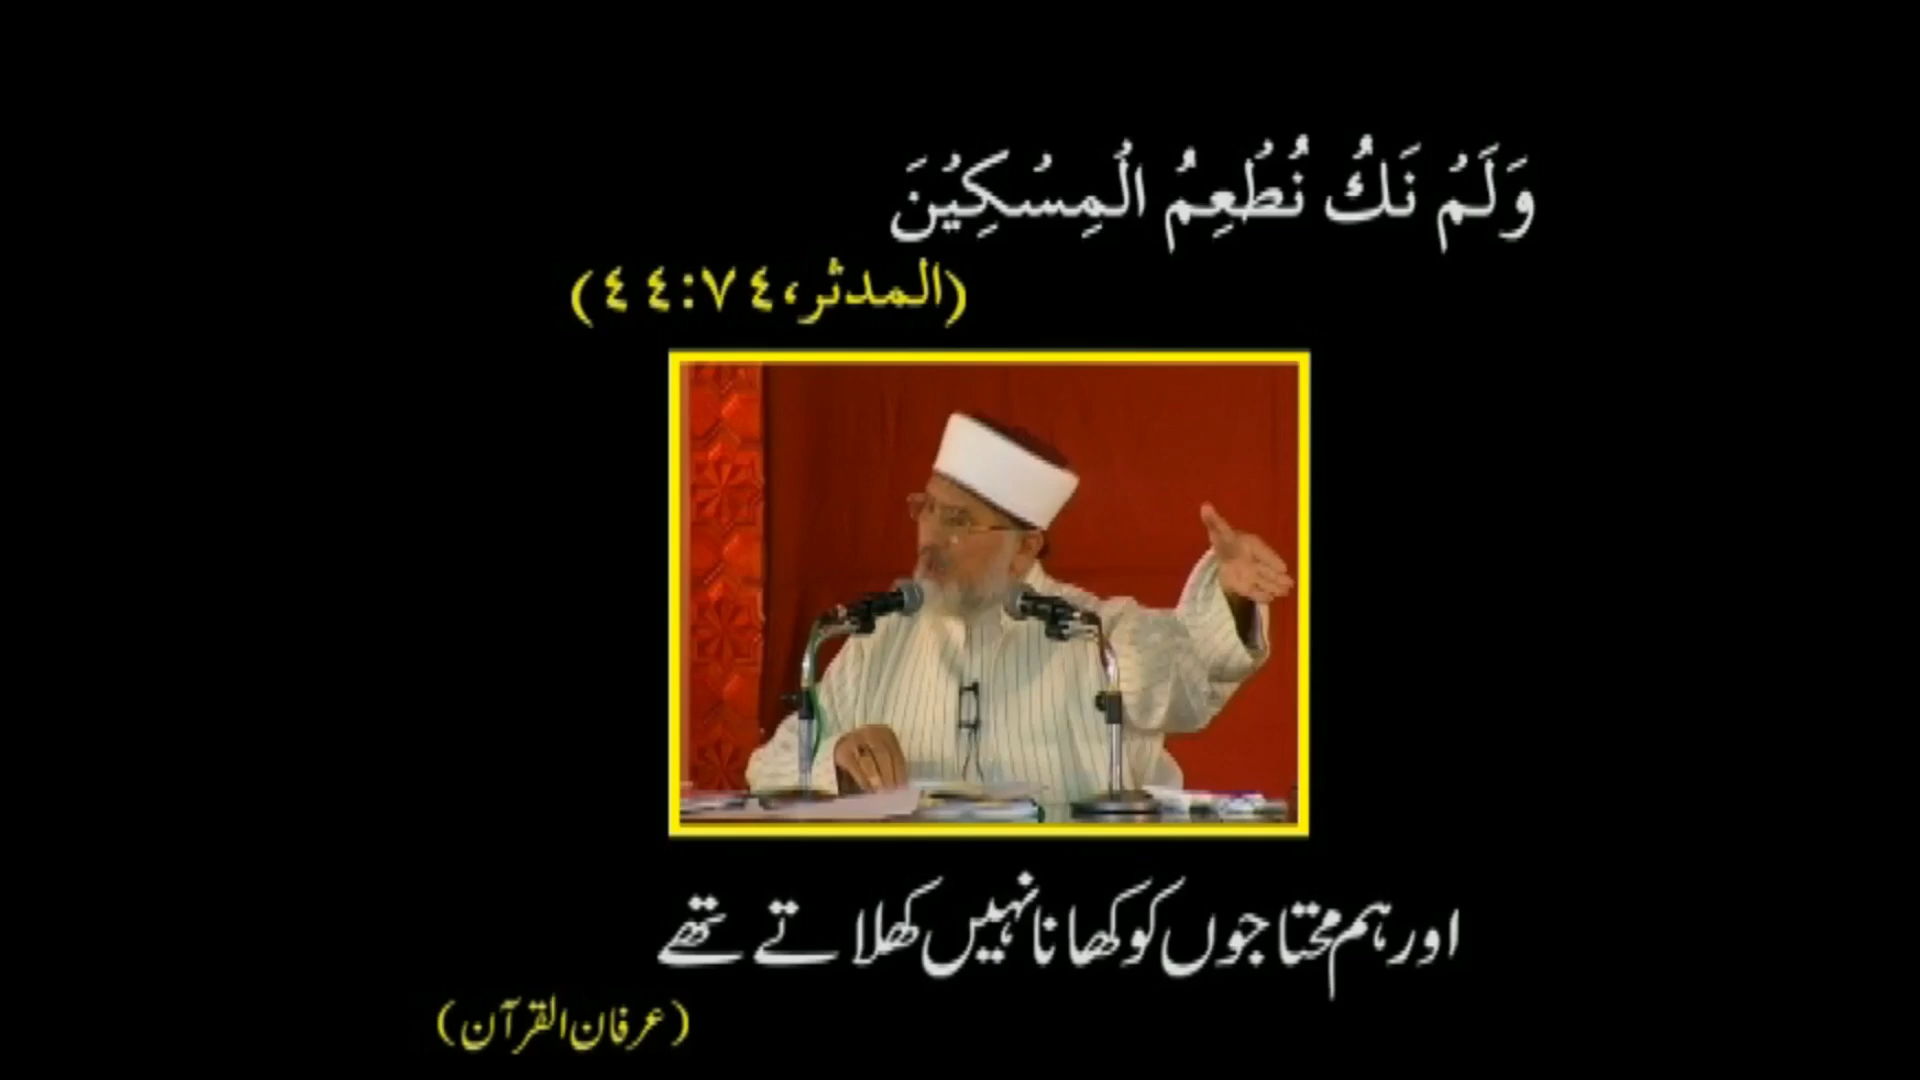 وَلَمْ نَكُ نُطْعِمُ الْمِسْكِيْنَ
(المدثر، ٧٤:٤٤)
اور ہم محتاجوں کو کھانا نہیں کھلاتے تھے
(عرفان القرآن)